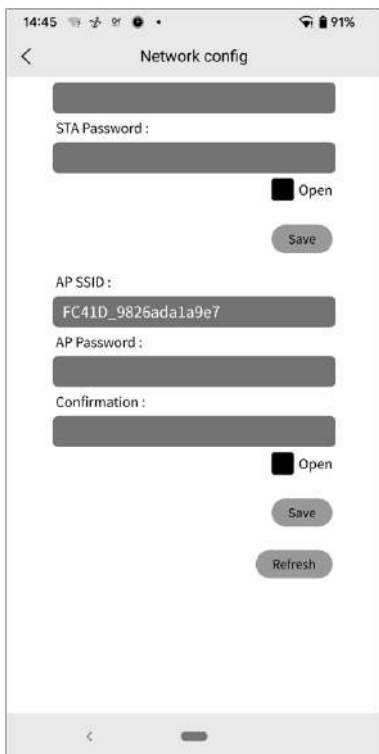 14:45 91%
Network config
STA Password :
Open
Save
AP SSID :
FC41D_9826ada1a9e7
AP Password :
Confirmation :
Open
Save
Refresh